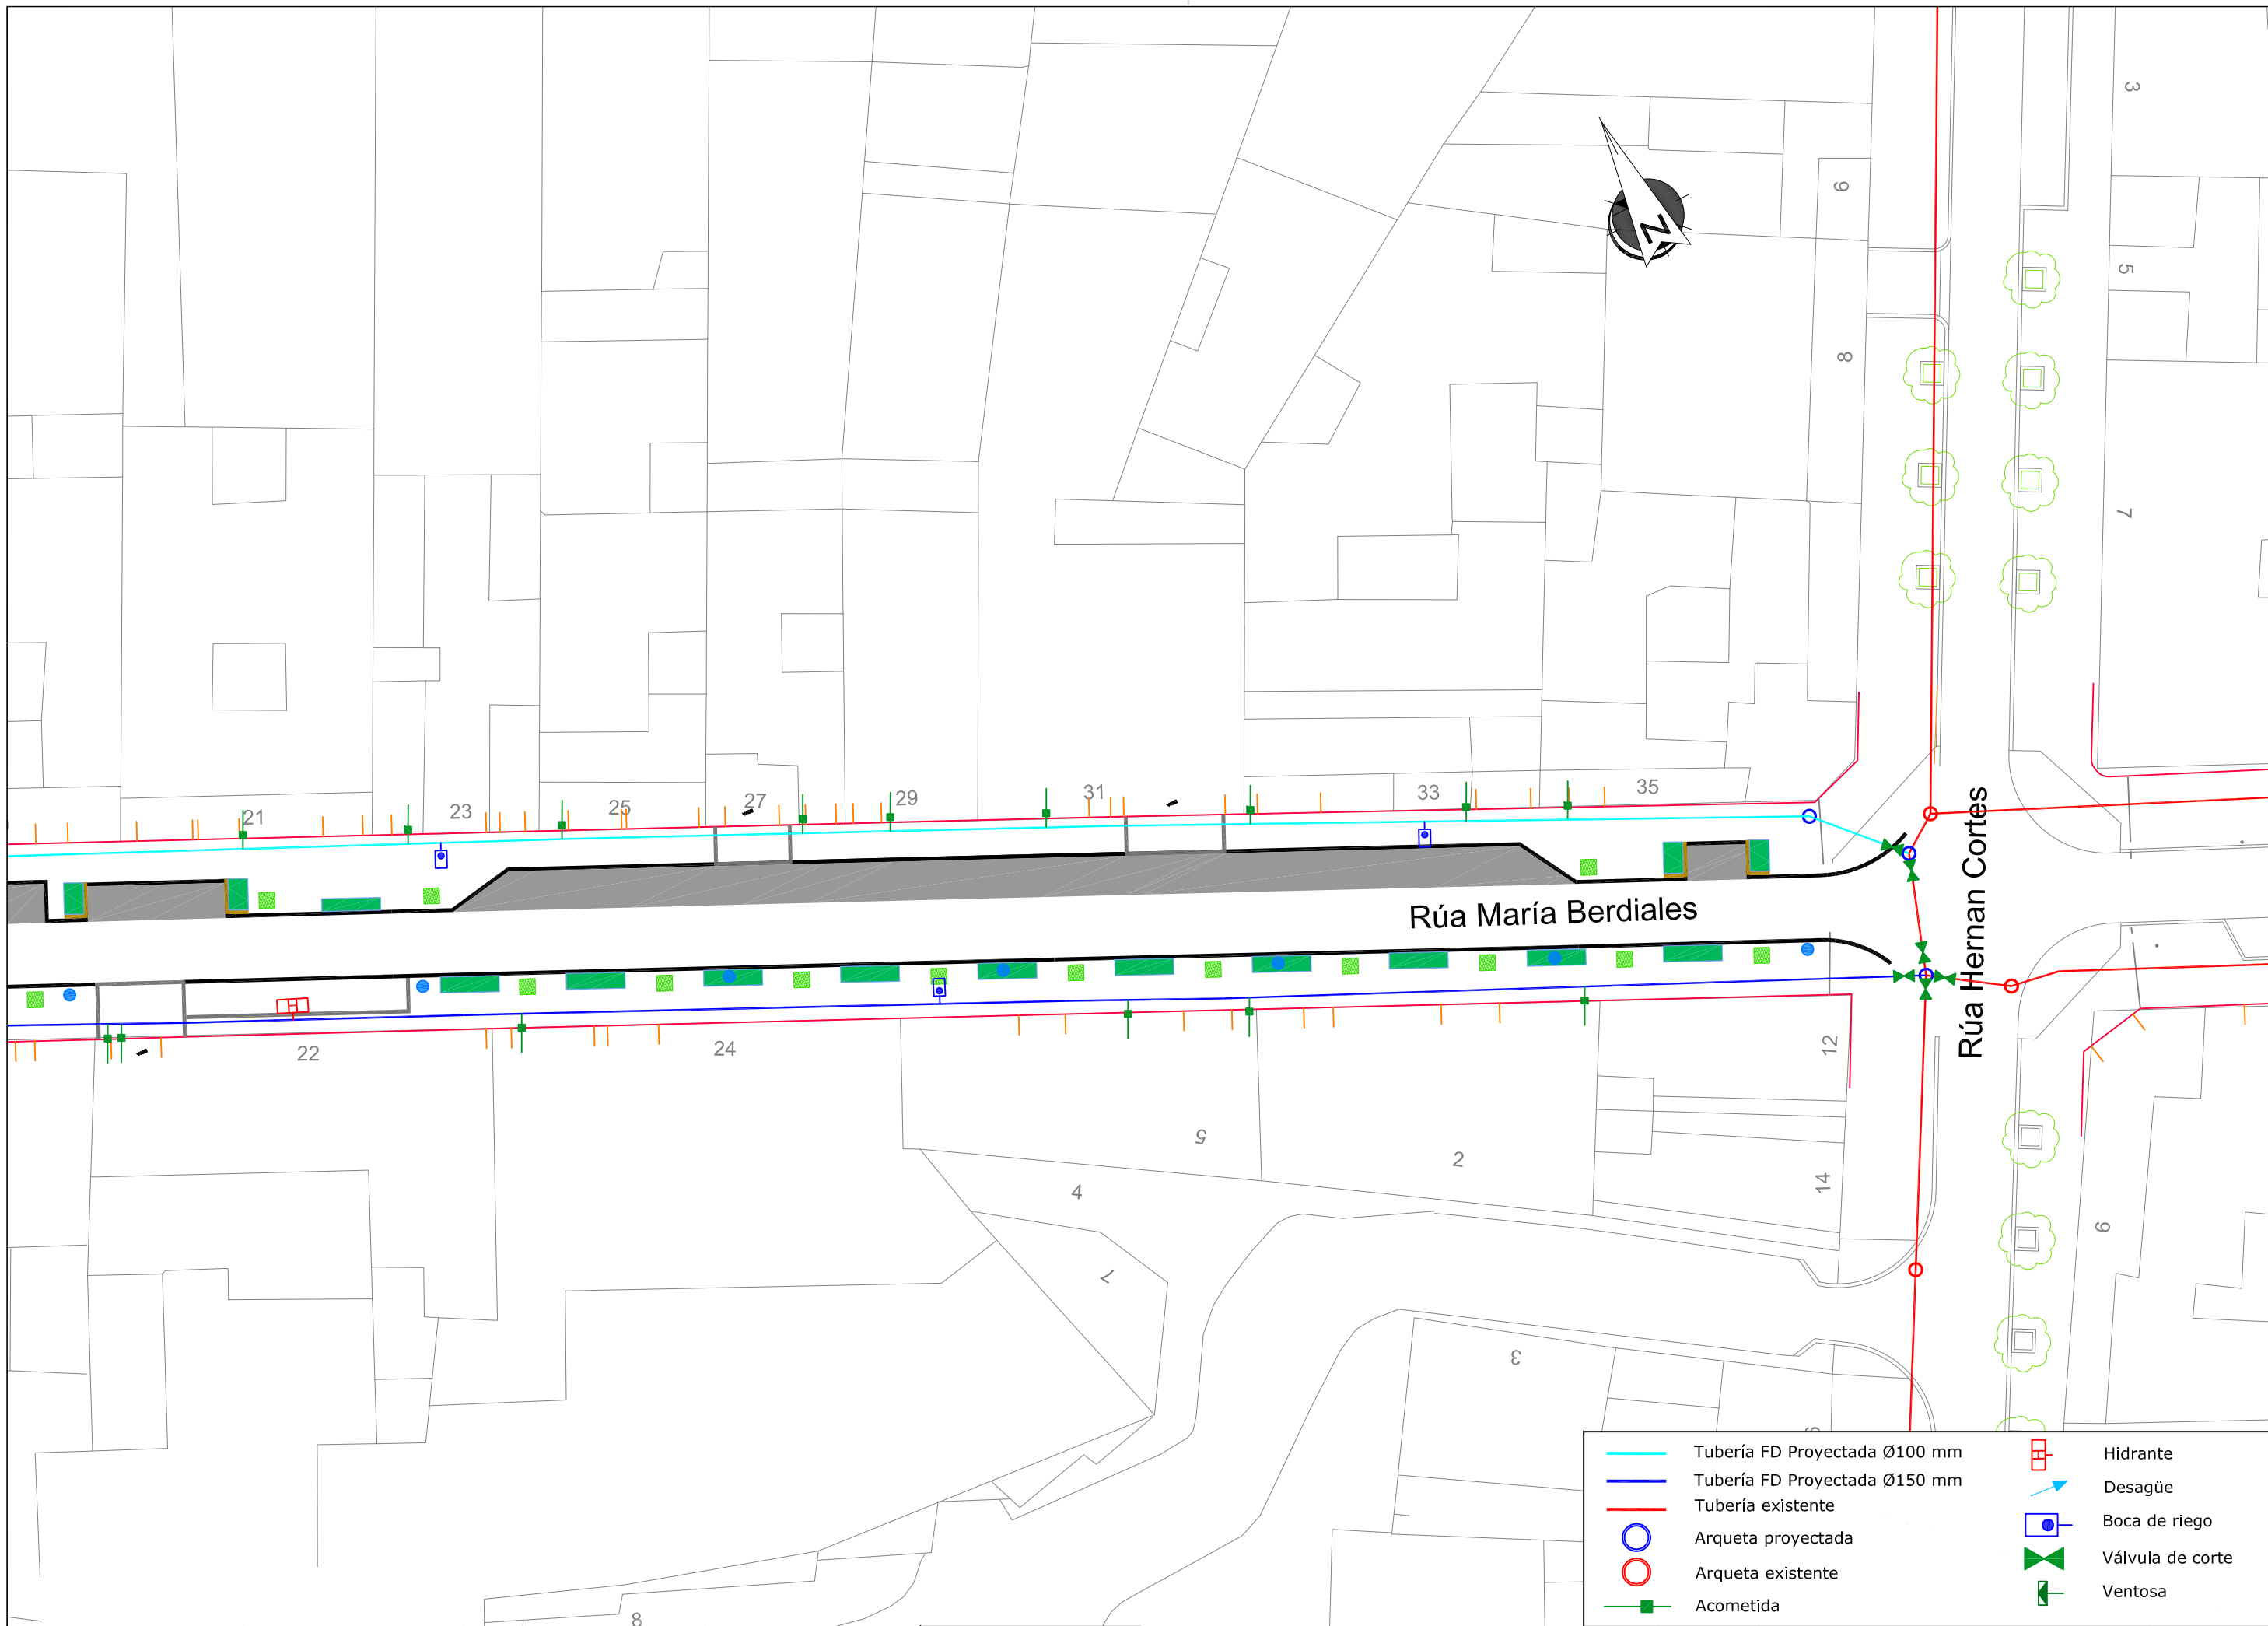 3
9
N
5
8
7
21
23
25
27
29
31
33
35
Rúa María Berdiales
Rúa Hernan Cortes
22
24
12
5
2
4
14
9
7
3
8
Tubería FD Proyectada Ø100 mm
Tubería FD Proyectada Ø150 mm
Tubería existente
Arqueta proyectada
Arqueta existente
Acometida
Hidrante
Desagüe
Boca de riego
Válvula de corte
Ventosa